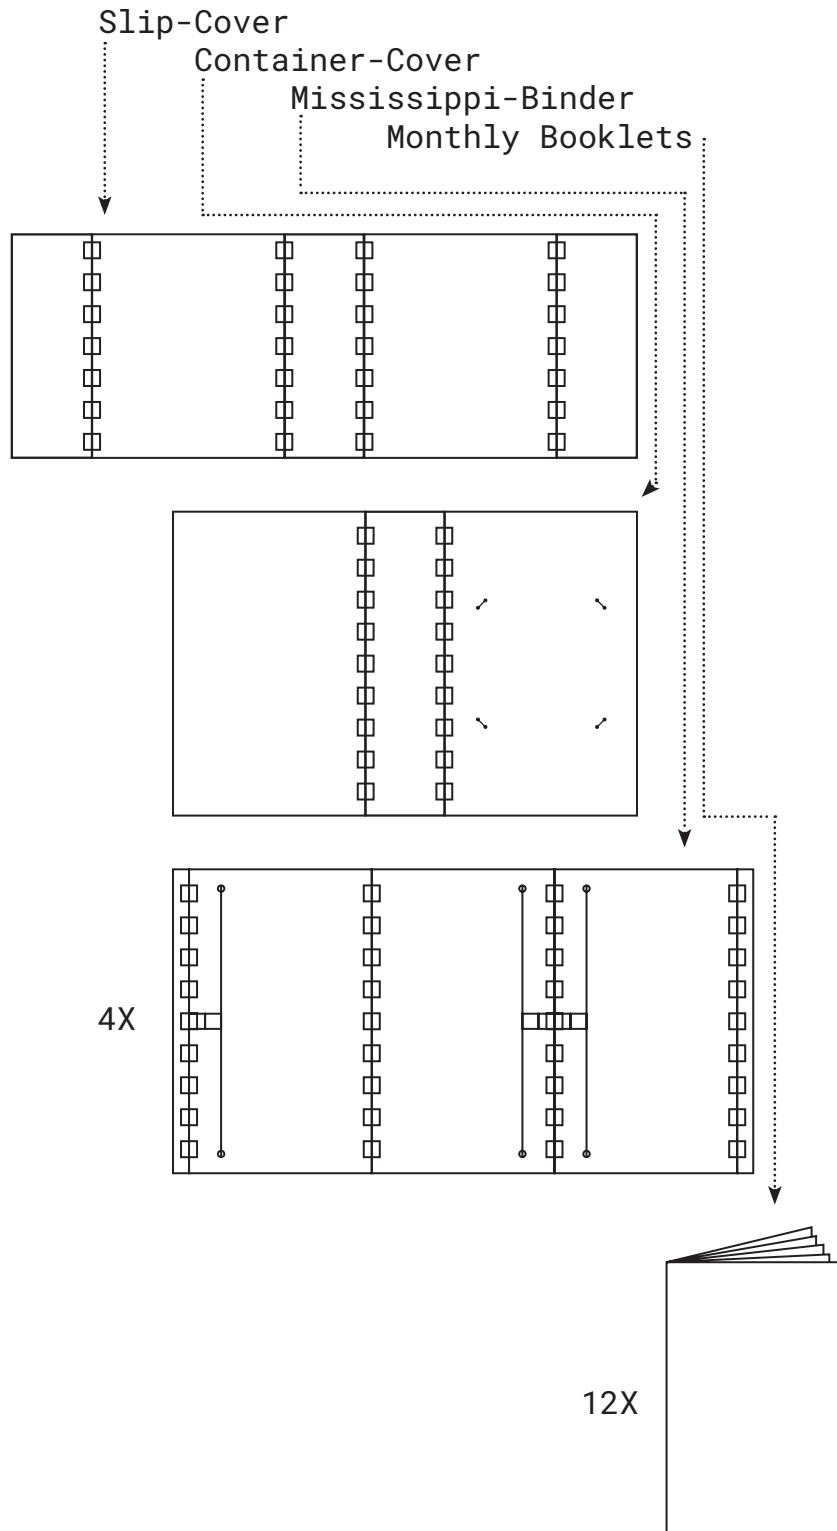 Slip-Cover
Container-Cover
Mississippi-Binder
Monthly Booklets
4X
12X